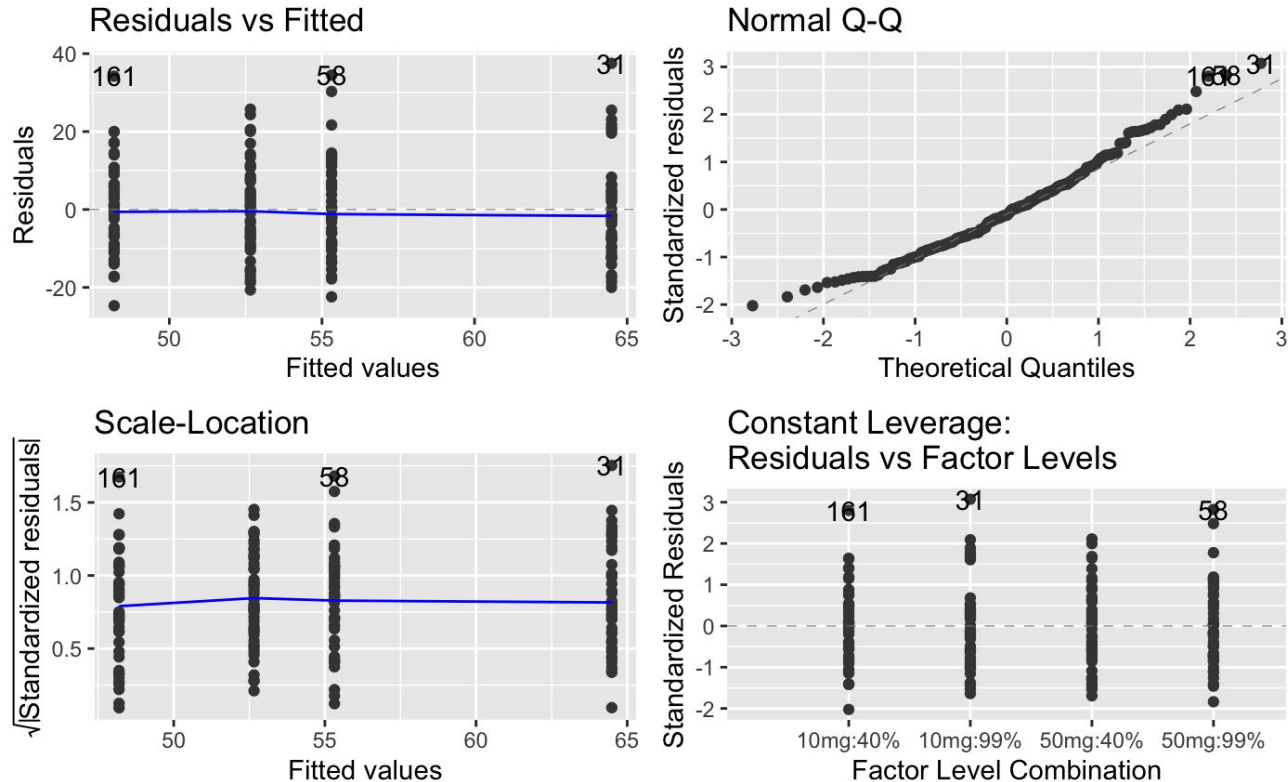 Residuals vs Fitted
Residuals
40
20
0
-20
161
58
31
50
55
60
65
Fitted values
Normal Q-Q
Standardized residuals
3
2
1
0
-1
-2
161
58
31
-3
-2
-1
0
1
2
3
Theoretical Quantiles
Scale-Location
√|Standardized residuals|
1.5
1.0
0.5
161
58
31
50
55
60
65
Fitted values
Constant Leverage:
Residuals vs Factor Levels
Standardized Residuals
3
2
1
0
-1
-2
161
31
58
10mg:40%
10mg:99%
50mg:40%
50mg:99%
Factor Level Combination